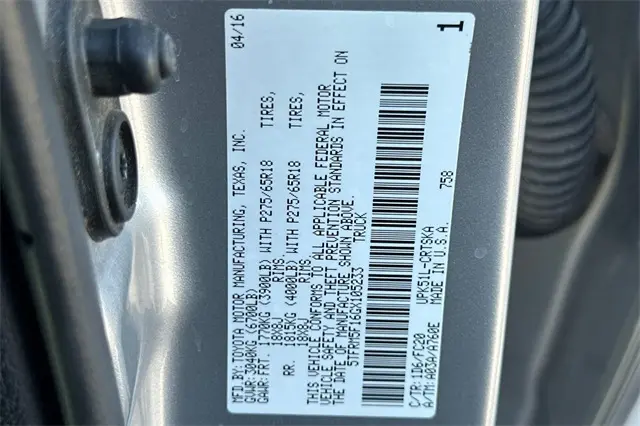 MFD.BY: TOYOTA MOTOR MANUFACTURING, TEXAS, INC. 04/16
GVWR: 3040KG (6700LB)
GAWR: FRT. 1770KG (3900LB) WITH P275/65R18 TIRES,
18X8J RIMS,
RR. 1815KG (4000LB) WITH P275/65R18 TIRES,
18X8J RIMS
THIS VEHICLE CONFORMS TO ALL APPLICABLE FEDERAL MOTOR
VEHICLE SAFETY AND THEFT PREVENTION STANDARDS IN EFFECT ON
THE DATE OF MANUFACTURE SHOWN ABOVE.
5TFRM5F16GX105233 TRUCK
C/TR: 1D6/FC20 UPK51L-CRTSKA 758
A/TM: A03A/A760E MADE IN U.S.A.
1